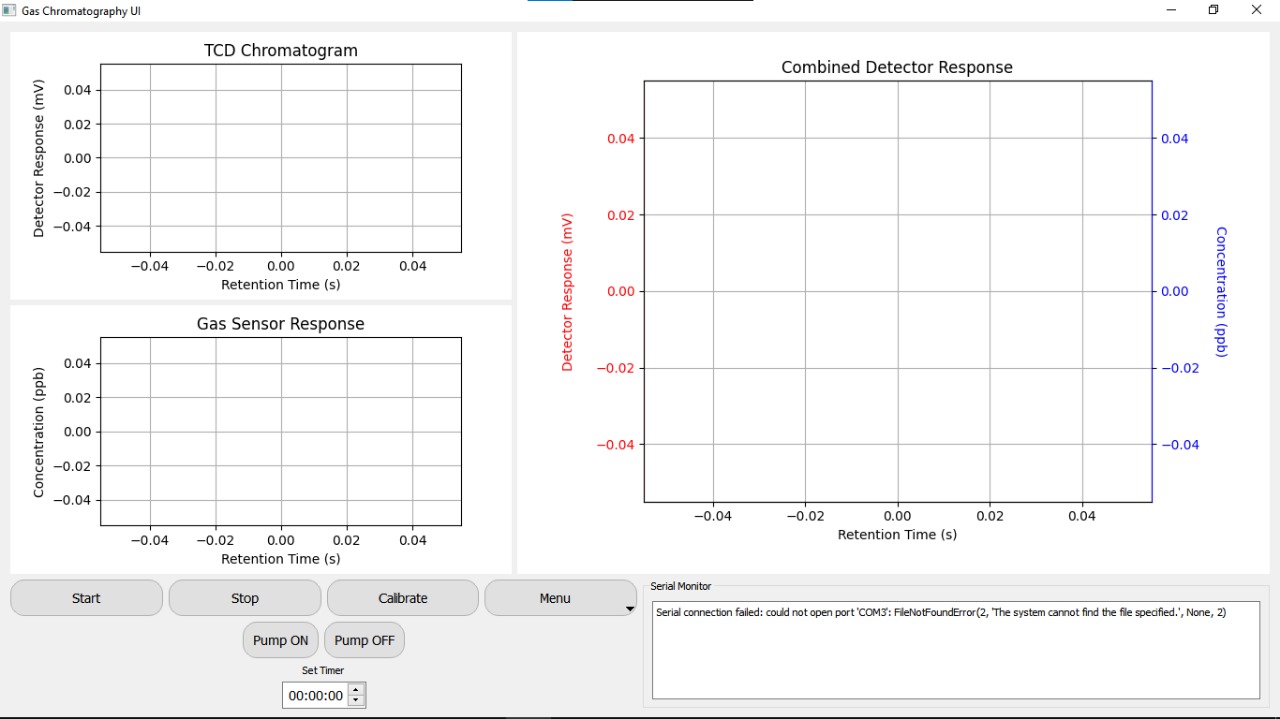 Gas Chromatography UI
TCD Chromatogram
Detector Response (mV)
0.04
0.02
0.00
−0.02
−0.04
−0.04 −0.02 0.00 0.02 0.04
Retention Time (s)
Gas Sensor Response
Concentration (ppb)
0.04
0.02
0.00
−0.02
−0.04
−0.04 −0.02 0.00 0.02 0.04
Retention Time (s)
Combined Detector Response
Detector Response (mV)
0.04
0.02
0.00
−0.02
−0.04
0.04
0.02
0.00
−0.02
−0.04
Concentration (ppb)
−0.04 −0.02 0.00 0.02 0.04
Retention Time (s)
Start Stop Calibrate Menu
Pump ON Pump OFF
Set Timer
00:00:00
Serial Monitor
Serial connection failed: could not open port 'COM3': FileNotFoundError(2, 'The system cannot find the file specified.', None, 2)